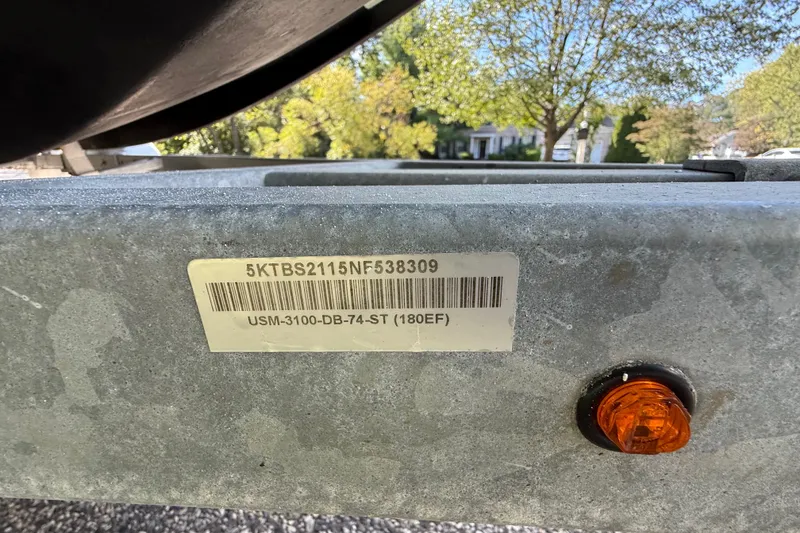 5KTBS2115NF538309
USM-3100-DB-74-ST (180EF)